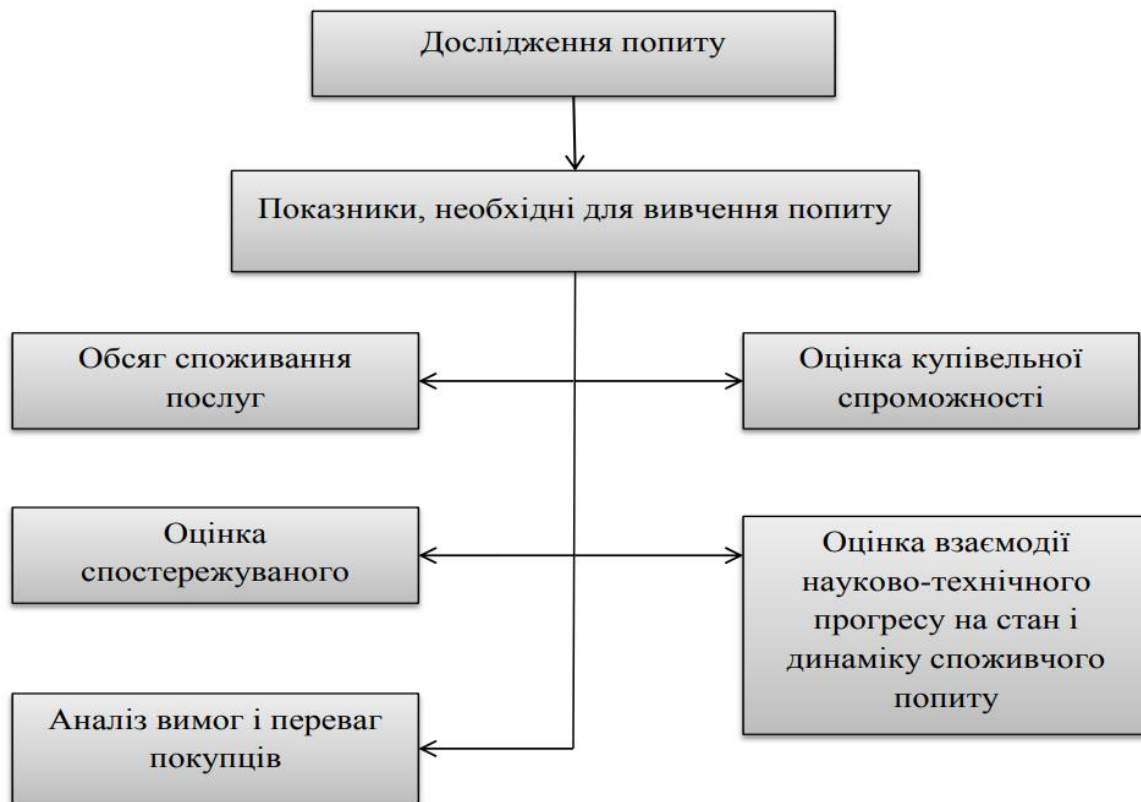 Дослідження попиту
Показники, необхідні для вивчення попиту
Обсяг споживання
послуг
Оцінка купівельної
спроможності
Оцінка
спостережуваного
Оцінка взаємодії
науково-технічного
прогресу на стан і
динаміку споживчого
попиту
Аналіз вимог і переваг
покупців